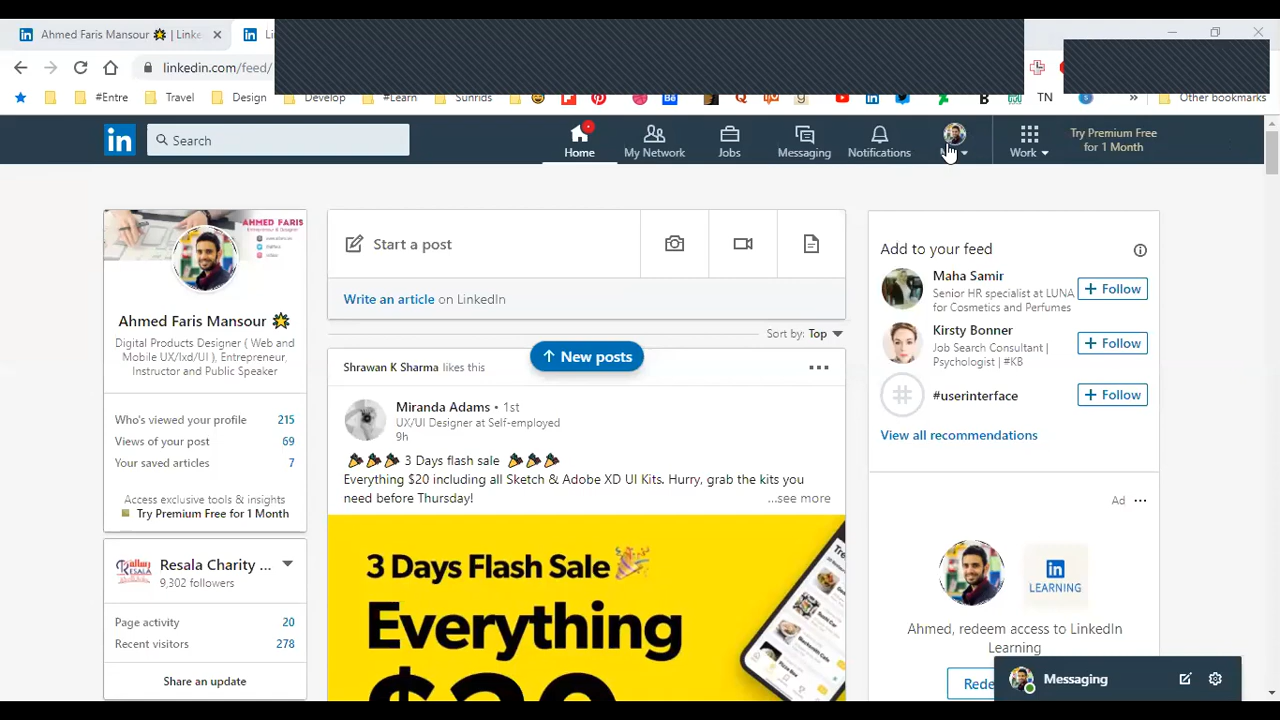 Ahmed Faris Mansour 🌟 | Linke
linkedin.com/feed/
#Entre Travel Design Develop #Learn Sunrids TN » Other bookmarks
in Search
Home My Network Jobs Messaging Notifications Work
Try Premium Free
for 1 Month
AHMED FARIS
Entrepreneur & Designer
Ahmed Faris Mansour 🌟
Digital Products Designer ( Web and
Mobile UX/Ixd/UI ), Entrepreneur,
Instructor and Public Speaker
Who's viewed your profile 215
Views of your post 69
Your saved articles 7
Access exclusive tools & insights
Try Premium Free for 1 Month
رسالة
RESALA
Resala Charity ...
9,302 followers
Page activity 20
Recent visitors 278
Share an update
Start a post
Write an article on LinkedIn
Sort by: Top
↑ New posts
Shrawan K Sharma likes this
Miranda Adams • 1st
UX/UI Designer at Self-employed
9h
🎉🎉🎉 3 Days flash sale 🎉🎉🎉
Everything $20 including all Sketch & Adobe XD UI Kits. Hurry, grab the kits you
need before Thursday! ...see more
3 Days Flash Sale 🎉
Everything
$20
Add to your feed
Maha Samir
Senior HR specialist at LUNA
for Cosmetics and Perfumes
+ Follow
Kirsty Bonner
Job Search Consultant |
Psychologist | #KB
+ Follow
#userinterface
+ Follow
View all recommendations
Ad
in
LEARNING
Ahmed, redeem access to LinkedIn
Learning
Rede
Messaging